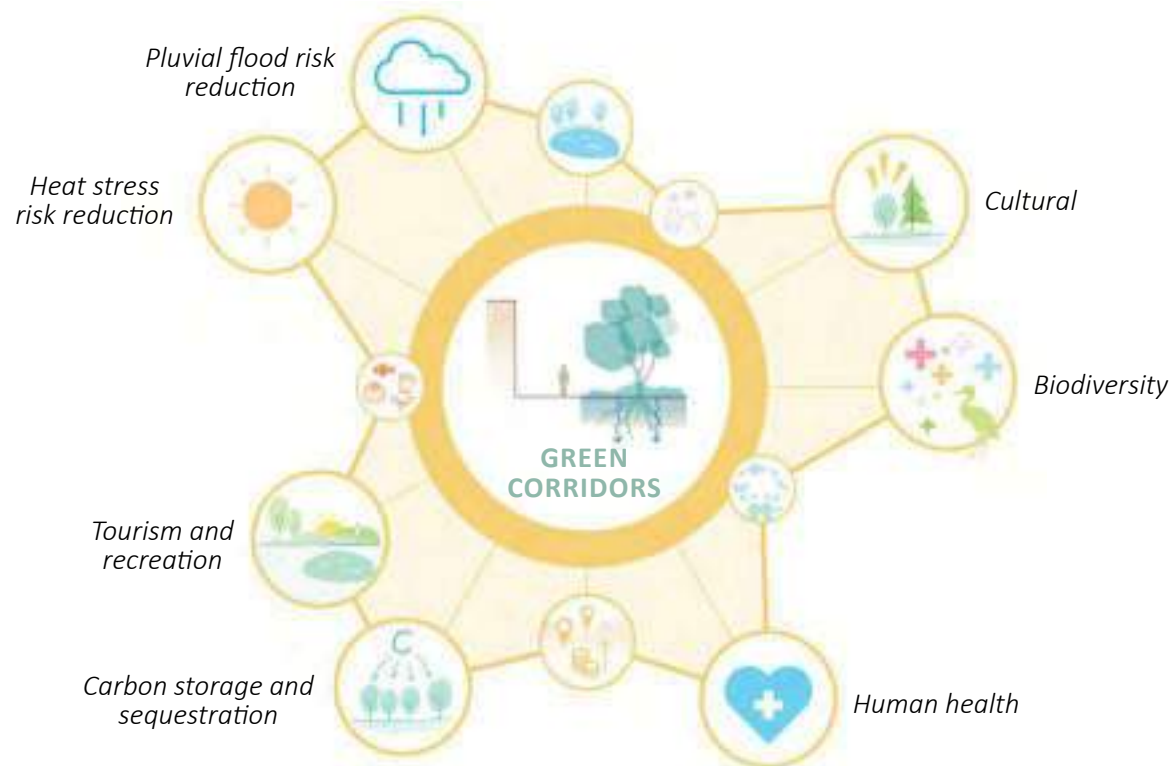 Pluvial flood risk
reduction
Heat stress
risk reduction
Cultural
Biodiversity
GREEN
CORRIDORS
Tourism and
recreation
C
Carbon storage and
sequestration
Human health